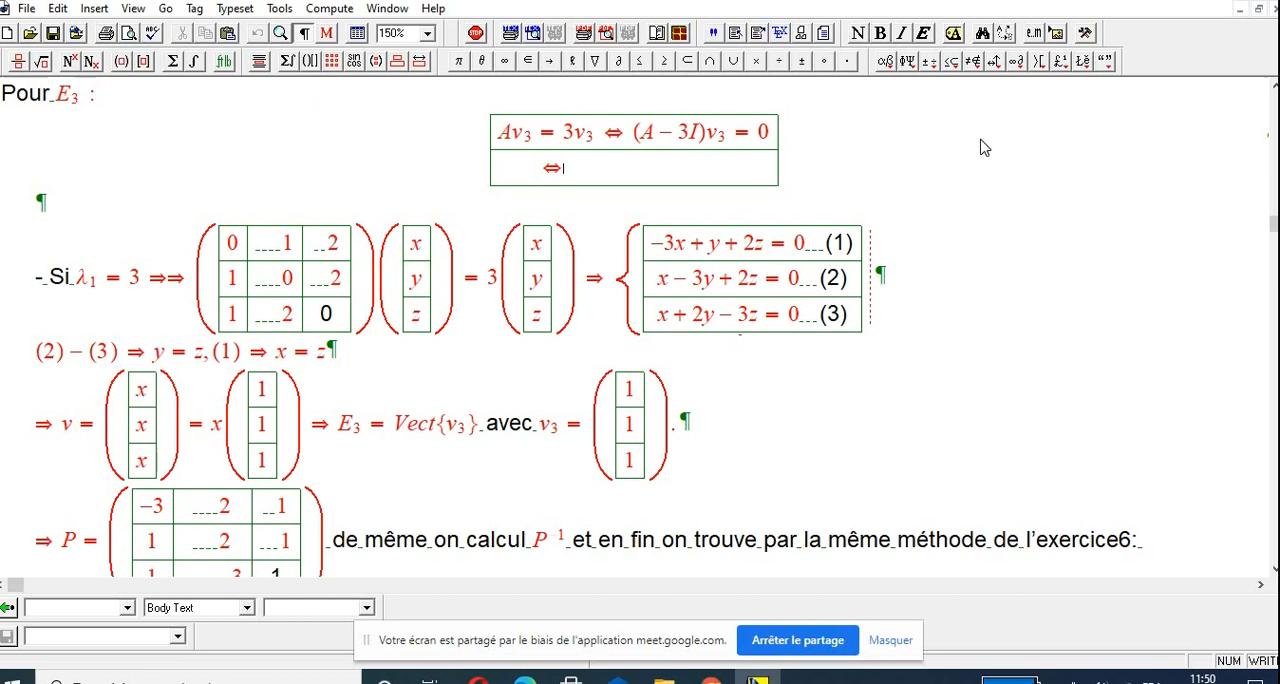 File Edit Insert View Go Tag Typeset Tools Compute Window Help
150%
Pour E₃ :
Av₃ = 3v₃ ⇔ (A − 3I)v₃ = 0
⇔
¶
- Si λ₁ = 3 ⇒⇒ ( 0 1 2 ; 1 0 2 ; 1 2 0 ) ( x ; y ; z ) = 3 ( x ; y ; z ) ⇒ { −3x + y + 2z = 0 (1) ; x − 3y + 2z = 0 (2) ; x + 2y − 3z = 0 (3) ¶
(2) − (3) ⇒ y = z, (1) ⇒ x = z ¶
⇒ v = ( x ; x ; x ) = x ( 1 ; 1 ; 1 ) ⇒ E₃ = Vect{v₃} avec v₃ = ( 1 ; 1 ; 1 ) . ¶
⇒ P = ( −3 2 1 ; 1 2 1 ; de même on calcul P⁻¹ et en fin on trouve par la même méthode de l'exercice6:
Body Text
Votre écran est partagé par le biais de l'application meet.google.com. Arrêter le partage Masquer
NUM WRIT
11:50